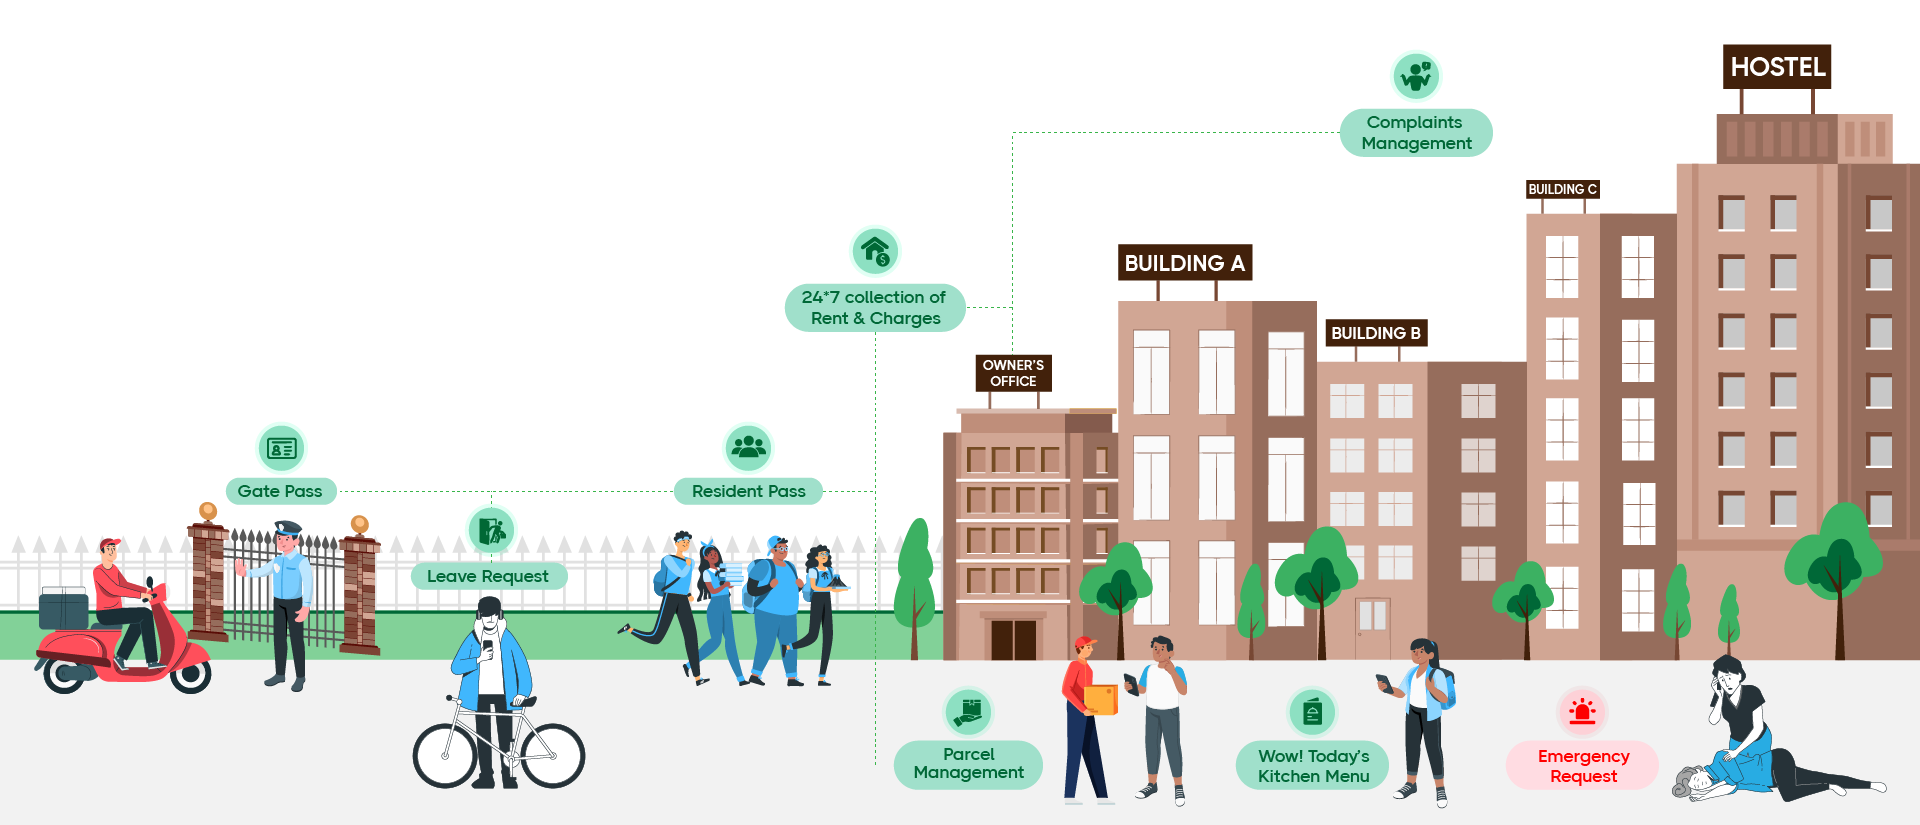 HOSTEL
Complaints
Management
BUILDING C
BUILDING A
24*7 collection of
Rent & Charges
BUILDING B
OWNER'S
OFFICE
Gate Pass
Resident Pass
Leave Request
Parcel
Management
Wow! Today's
Kitchen Menu
Emergency
Request